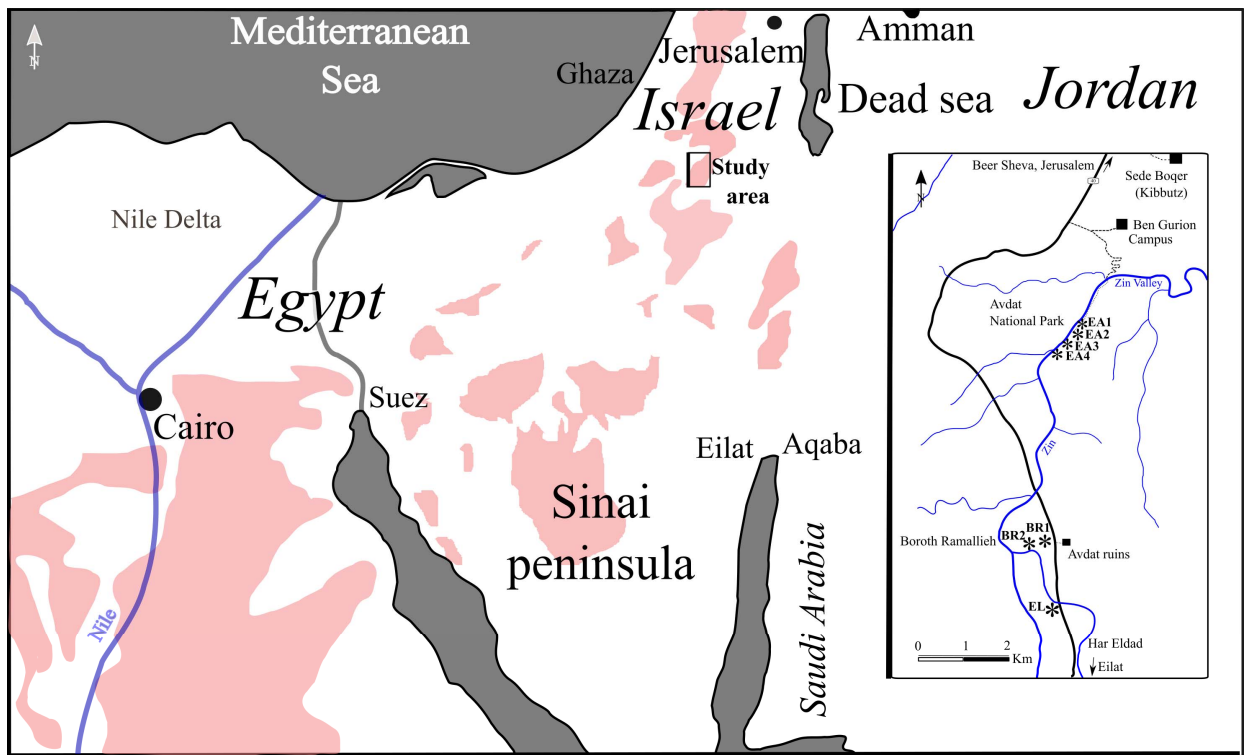 Mediterranean
Sea
N
Jerusalem
Amman
Ghaza
Israel
Dead sea
Jordan
Study
area
Nile Delta
Egypt
Suez
Cairo
Eilat
Aqaba
Sinai
peninsula
Saudi Arabia
Nile
Beer Sheva, Jerusalem
40
Sede Boqer
(Kibbutz)
N
Ben Gurion
Campus
Zin Valley
Avdat
National Park
EA1
EA2
EA3
EA4
Zin
BR1
BR2
Boroth Ramallieh
Avdat ruins
EL
Har Eldad
Eilat
0 1 2
Km